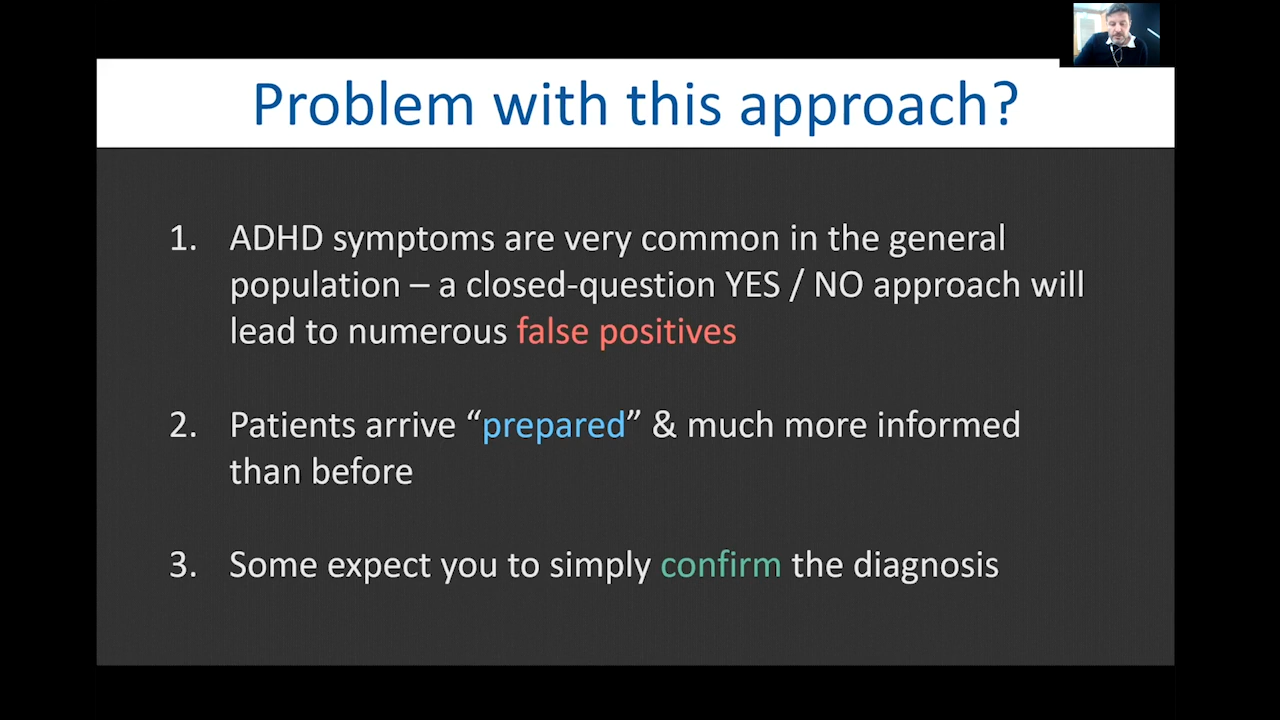 Problem with this approach?
1. ADHD symptoms are very common in the general
population – a closed-question YES / NO approach will
lead to numerous false positives
2. Patients arrive “prepared” & much more informed
than before
3. Some expect you to simply confirm the diagnosis